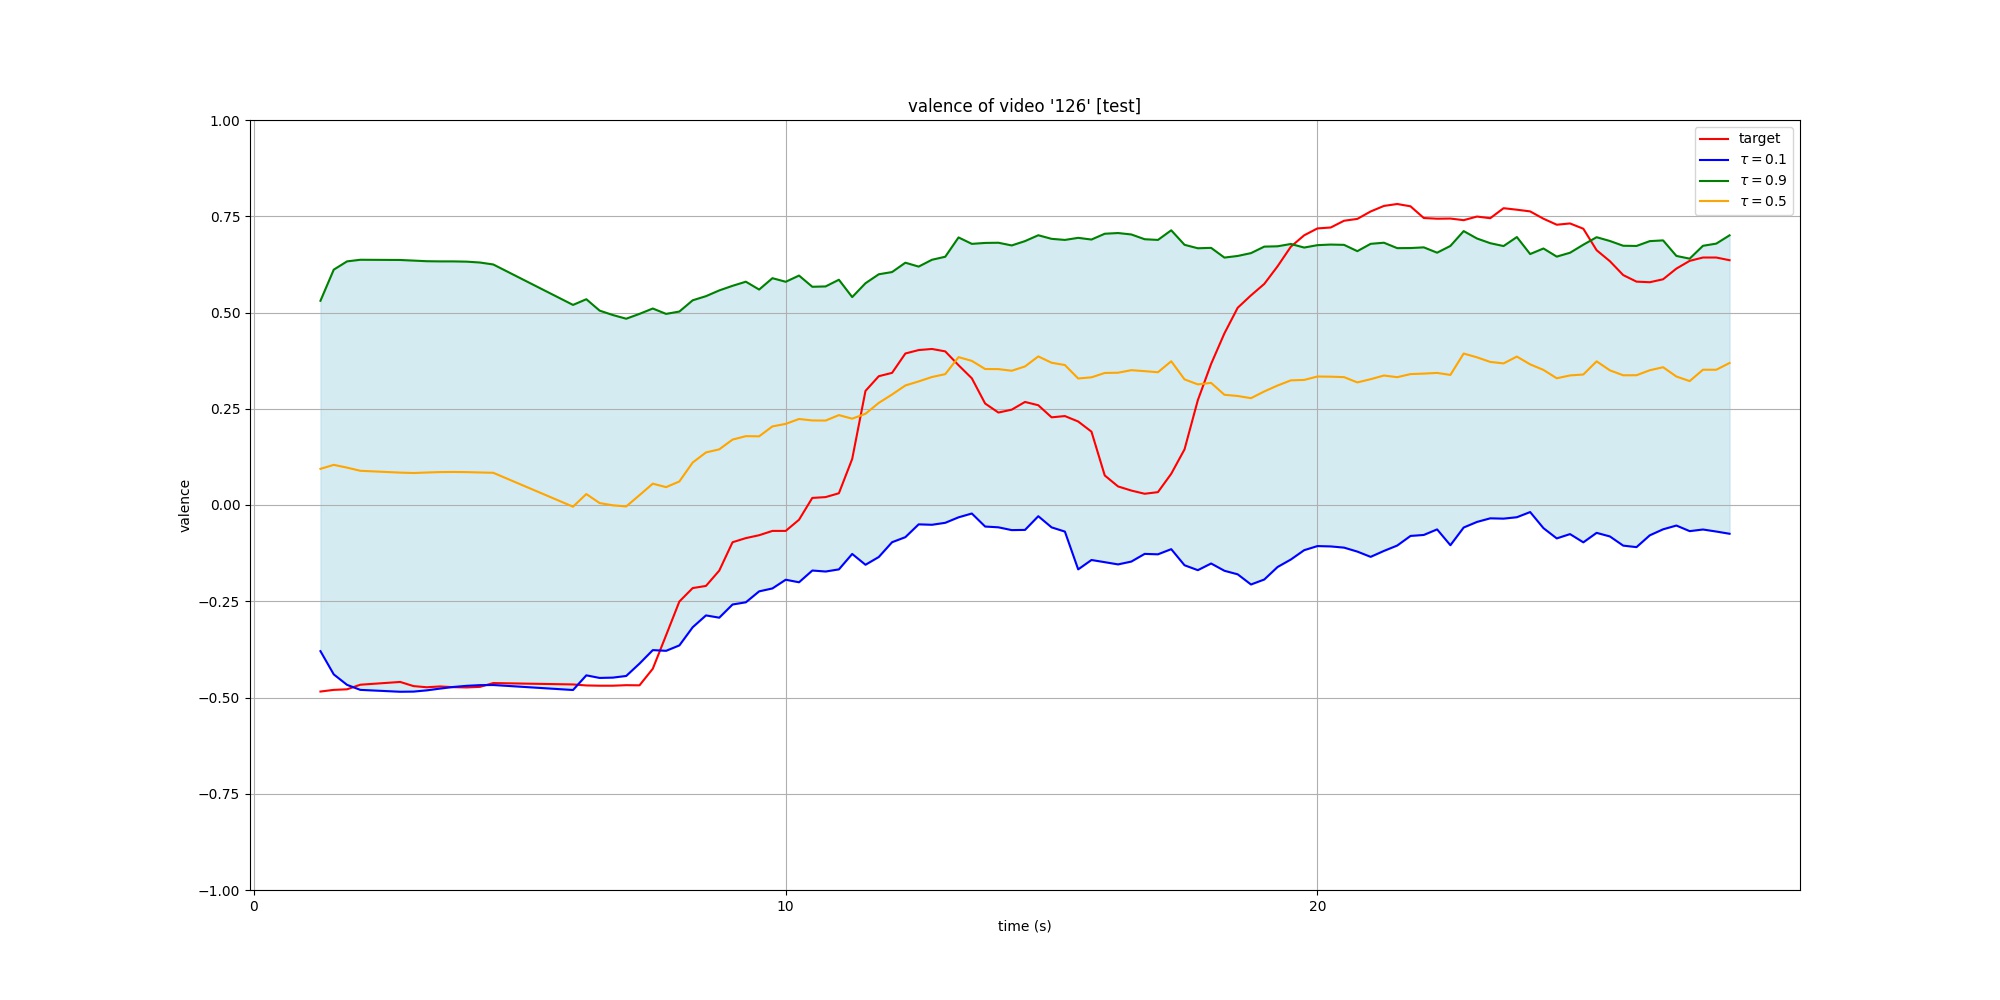 valence of video '126' [test]
target
τ = 0.1
τ = 0.9
τ = 0.5
1.00
0.75
0.50
0.25
0.00
−0.25
−0.50
−0.75
−1.00
valence
0
10
20
time (s)